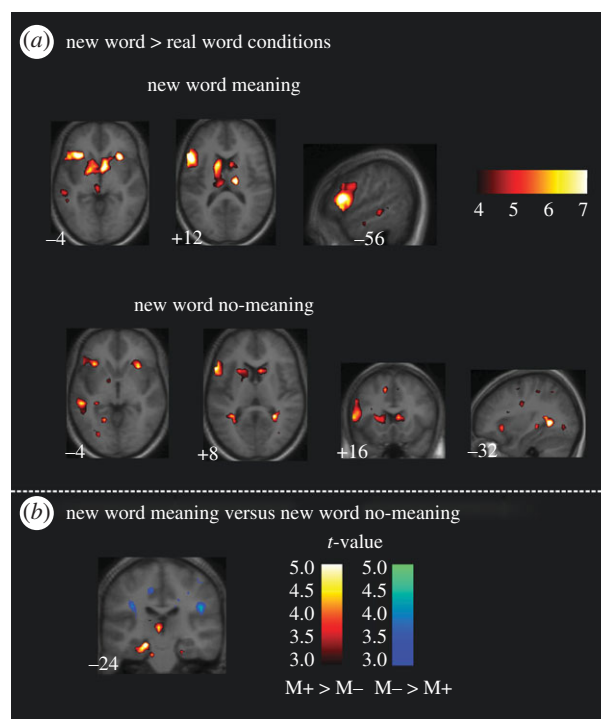 (a) new word > real word conditions
new word meaning
–4
+12
–56
4 5 6 7
new word no-meaning
–4
+8
+16
–32
(b) new word meaning versus new word no-meaning
t-value
5.0 5.0
4.5 4.5
4.0 4.0
3.5 3.5
3.0 3.0
–24
M+ > M– M– > M+